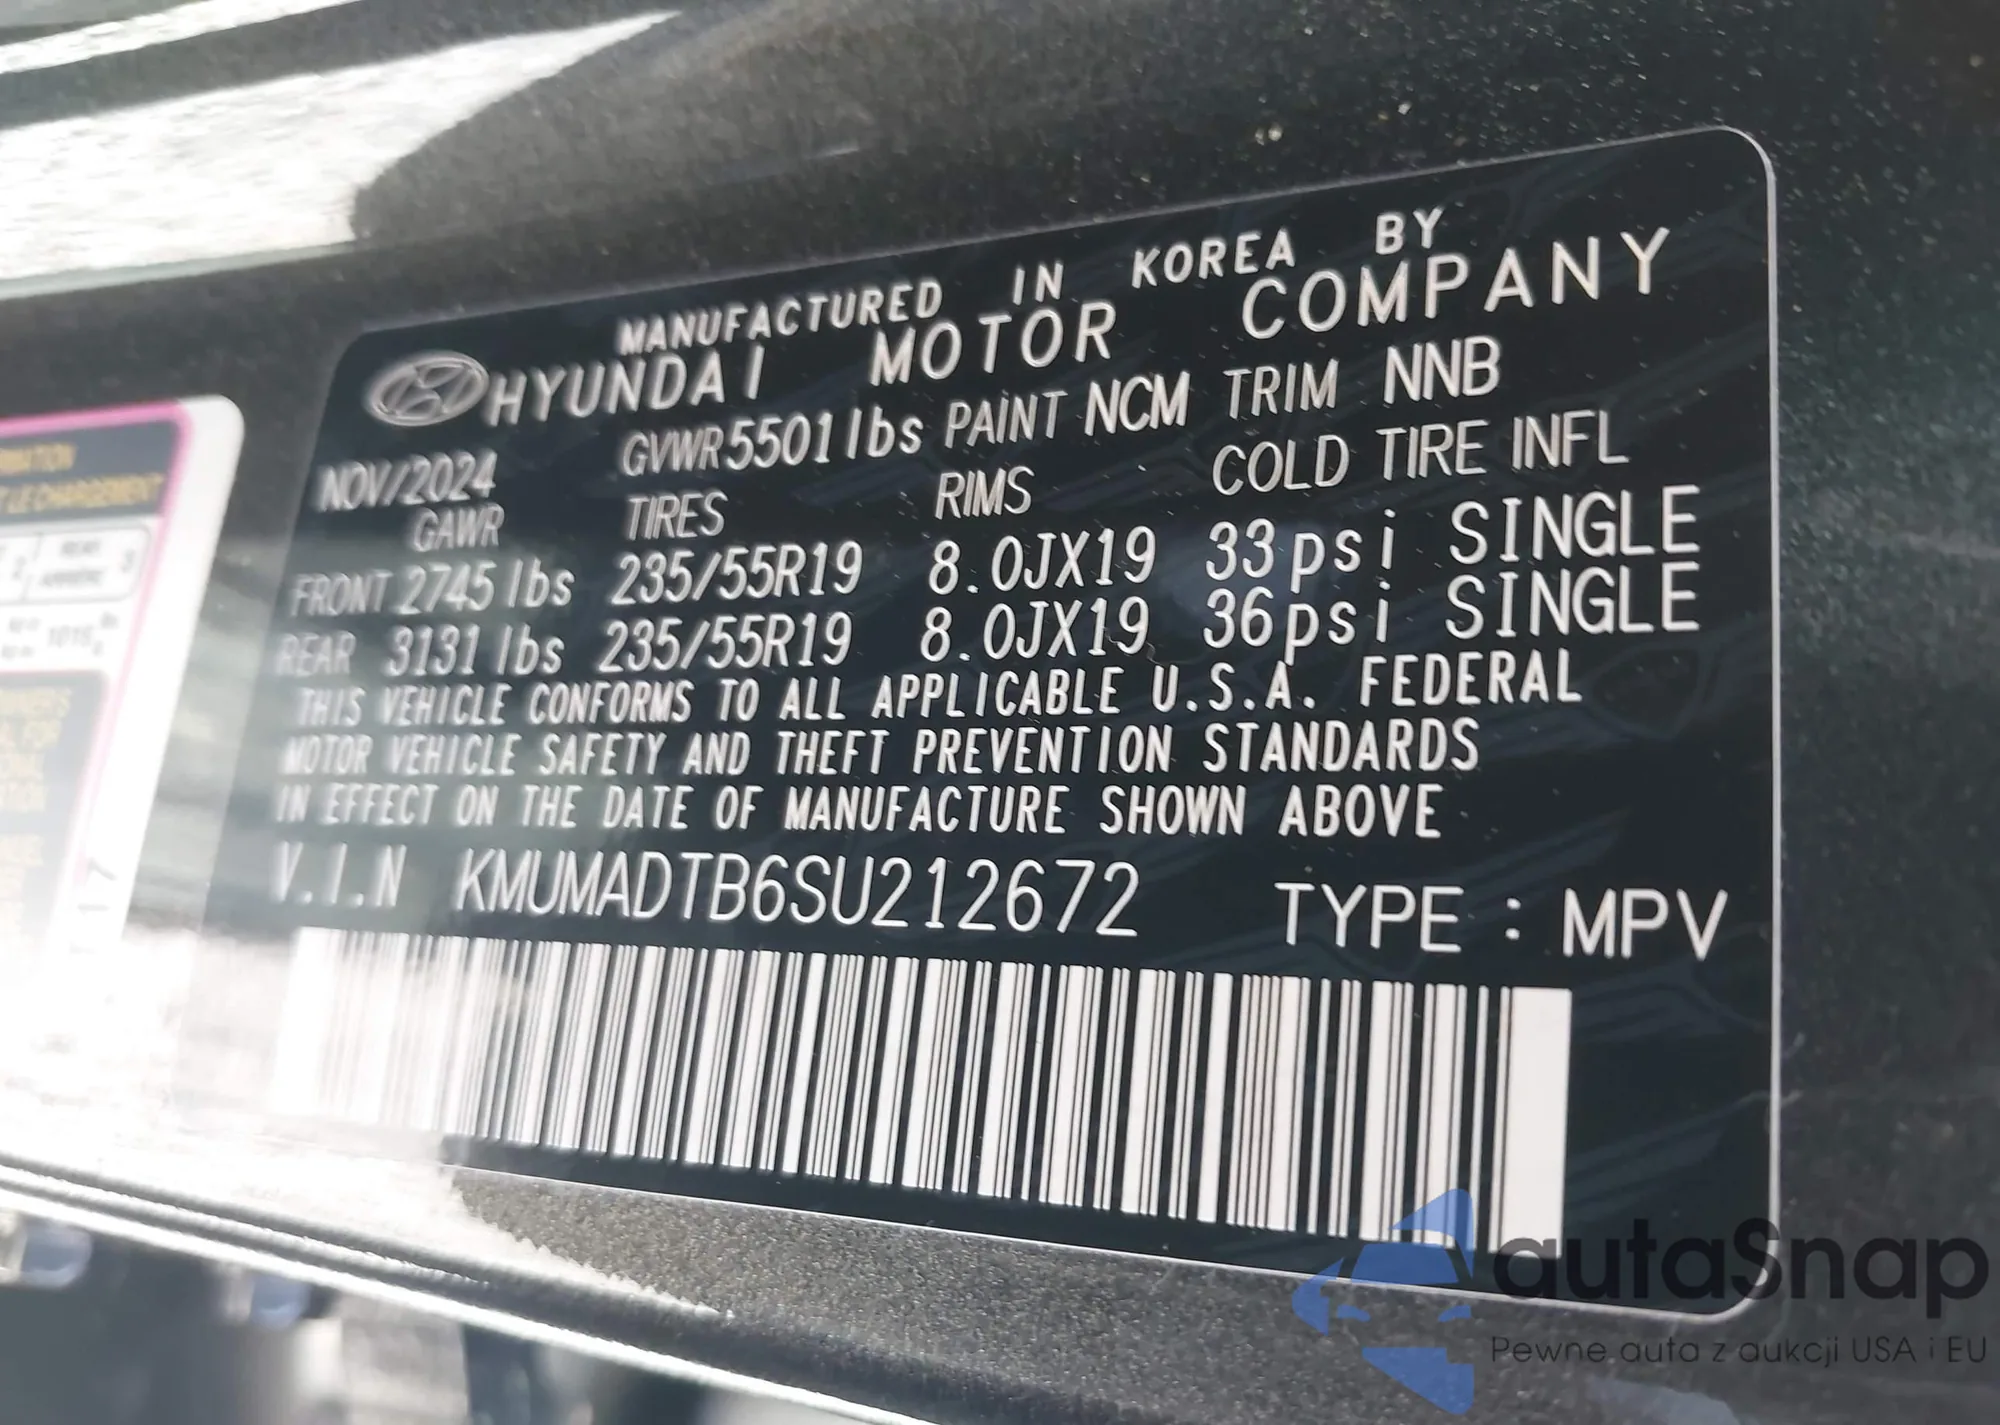 MANUFACTURED IN KOREA BY
HYUNDAI MOTOR COMPANY
NOV/2024 GVWR 5501 lbs PAINT NCM TRIM NNB
GAWR TIRES RIMS COLD TIRE INFL
FRONT 2745 lbs 235/55R19 8.0JX19 33psi SINGLE
REAR 3131 lbs 235/55R19 8.0JX19 36psi SINGLE
THIS VEHICLE CONFORMS TO ALL APPLICABLE U.S.A. FEDERAL
MOTOR VEHICLE SAFETY AND THEFT PREVENTION STANDARDS
IN EFFECT ON THE DATE OF MANUFACTURE SHOWN ABOVE
V.I.N KMUMADTB6SU212672 TYPE : MPV
LE CHARGEMENT
117
autaSnap
Pewne auta z aukcji USA i EU